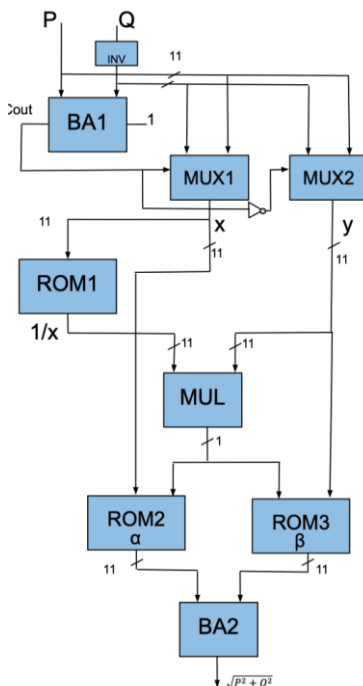 P Q
INV
11
Cout BA1 1
MUX1 MUX2
11 x y
11 11
ROM1
1/x
11 11
MUL
1
ROM2 ROM3
α β
11 11
BA2
√P² + Q²